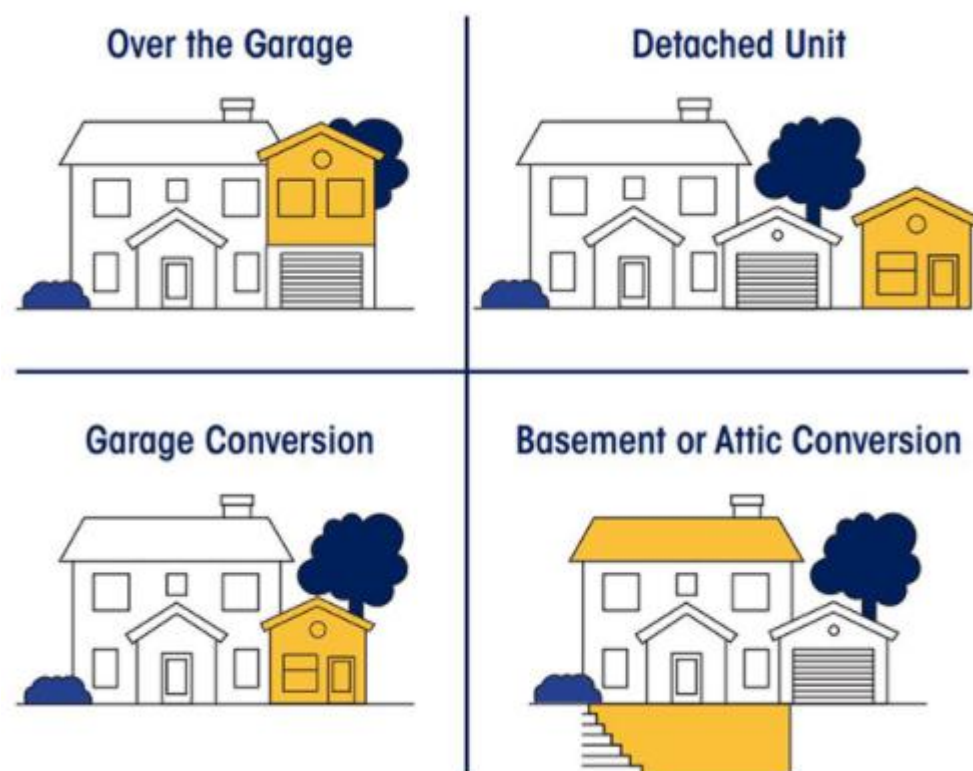 Over the Garage
Detached Unit
Garage Conversion
Basement or Attic Conversion